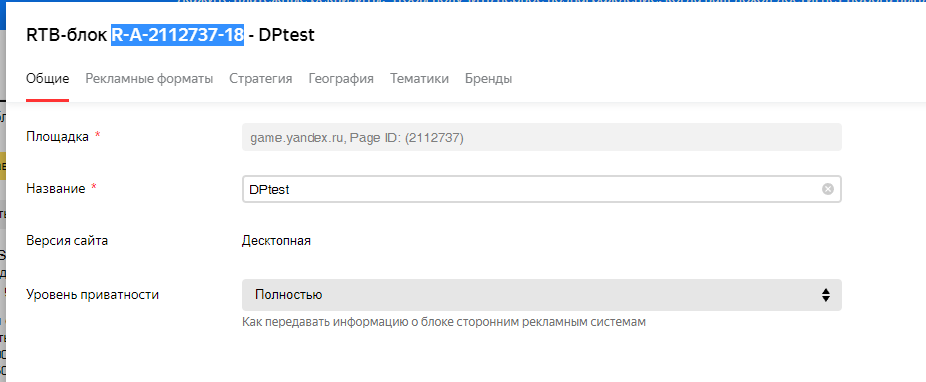 RTB-блок R-A-2112737-18 - DPtest
Общие Рекламные форматы Стратегия География Тематики Бренды
Площадка * game.yandex.ru, Page ID: (2112737)
Название * DPtest
Версия сайта Десктопная
Уровень приватности Полностью
Как передавать информацию о блоке сторонним рекламным системам